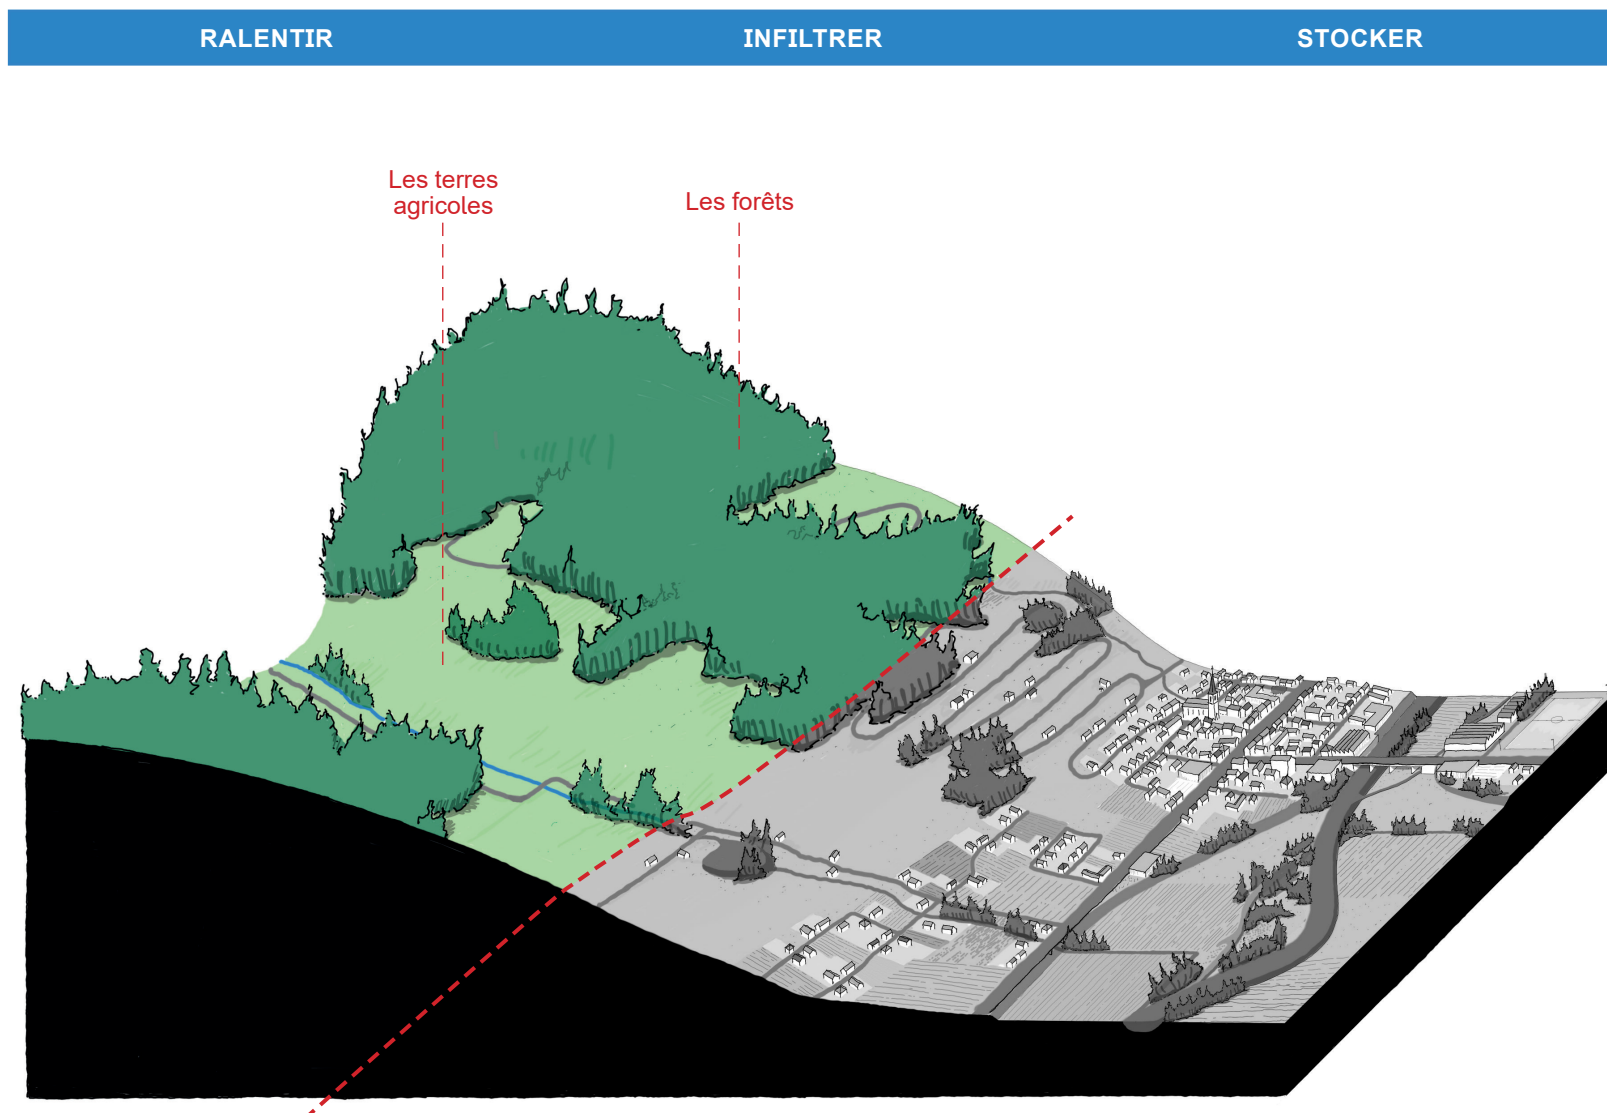 RALENTIR
INFILTRER
STOCKER
Les terres
agricoles
Les forêts